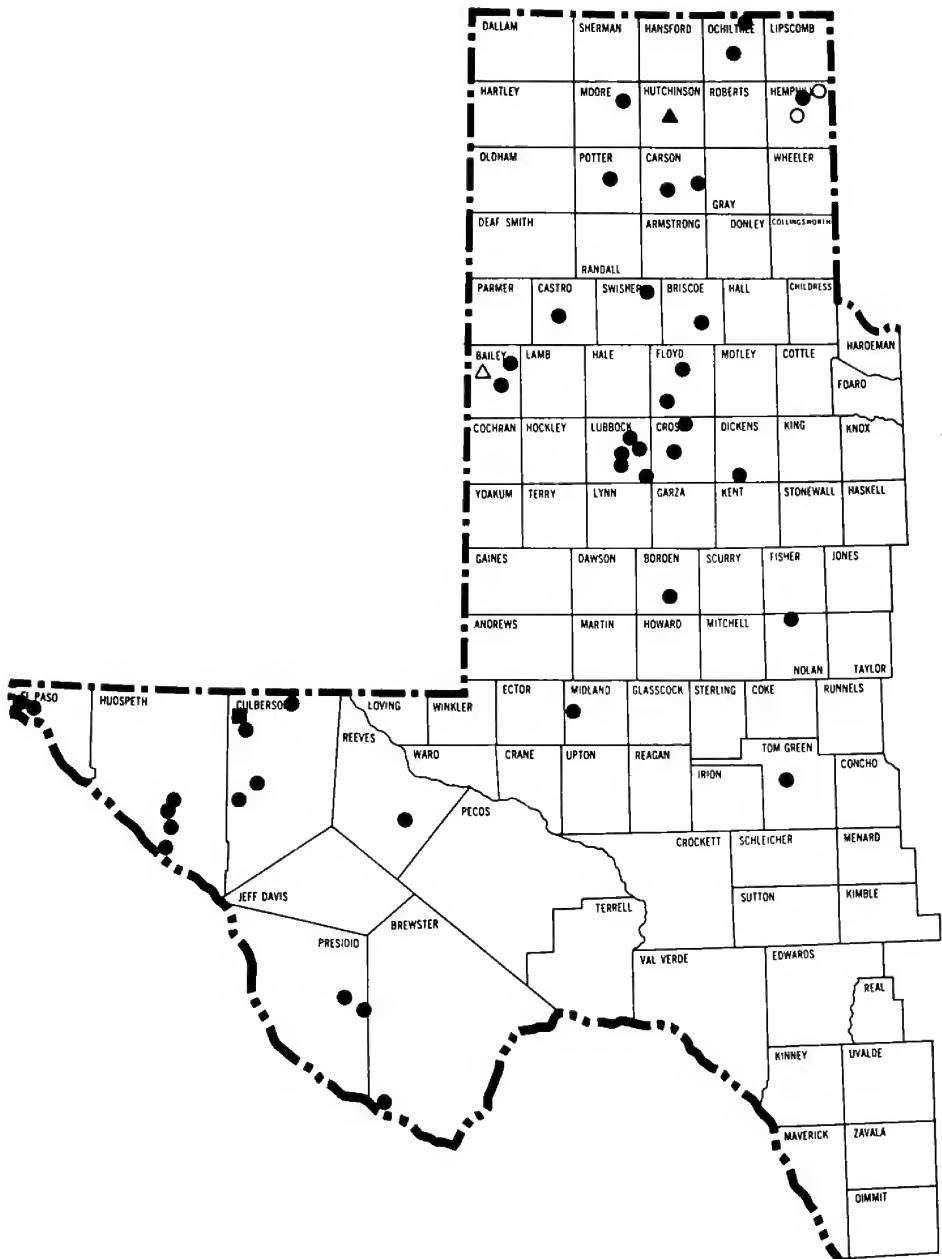 DALLAM SHERMAN HANSFORD OCHILTREE LIPSCOMB
HARTLEY MOORE HUTCHINSON ROBERTS HEMPHILL
OLDHAM POTTER CARSON WHEELER
GRAY
DEAF SMITH ARMSTRONG DONLEY COLLINGSWORTH
RANDALL
PARMER CASTRO SWISHER BRISCOE HALL CHILDRESS
HARDEMAN
BAILEY LAMB HALE FLOYD MOTLEY COTTLE
FOARD
COCHRAN HOCKLEY LUBBOCK CROS DICKENS KING KNOX
YOAKUM TERRY LYNN GARZA KENT STONEWALL HASKELL
GAINES DAWSON BORDEN SCURRY FISHER JONES
ANDREWS MARTIN HOWARD MITCHELL
NOLAN TAYLOR
EL PASO HUDSPETH CULBERSON LOVING WINKLER ECTOR MIDLAND GLASSCOCK STERLING COKE RUNNELS
REEVES WARD CRANE UPTON REAGAN TOM GREEN
IRION CONCHO
PECOS
CROCKETT SCHLEICHER MENARD
JEFF DAVIS SUTTON KIMBLE
TERRELL
BREWSTER
PRESIDIO VAL VERDE EDWARDS
REAL
KINNEY UVALDE
MAVERICK ZAVALA
DIMMIT